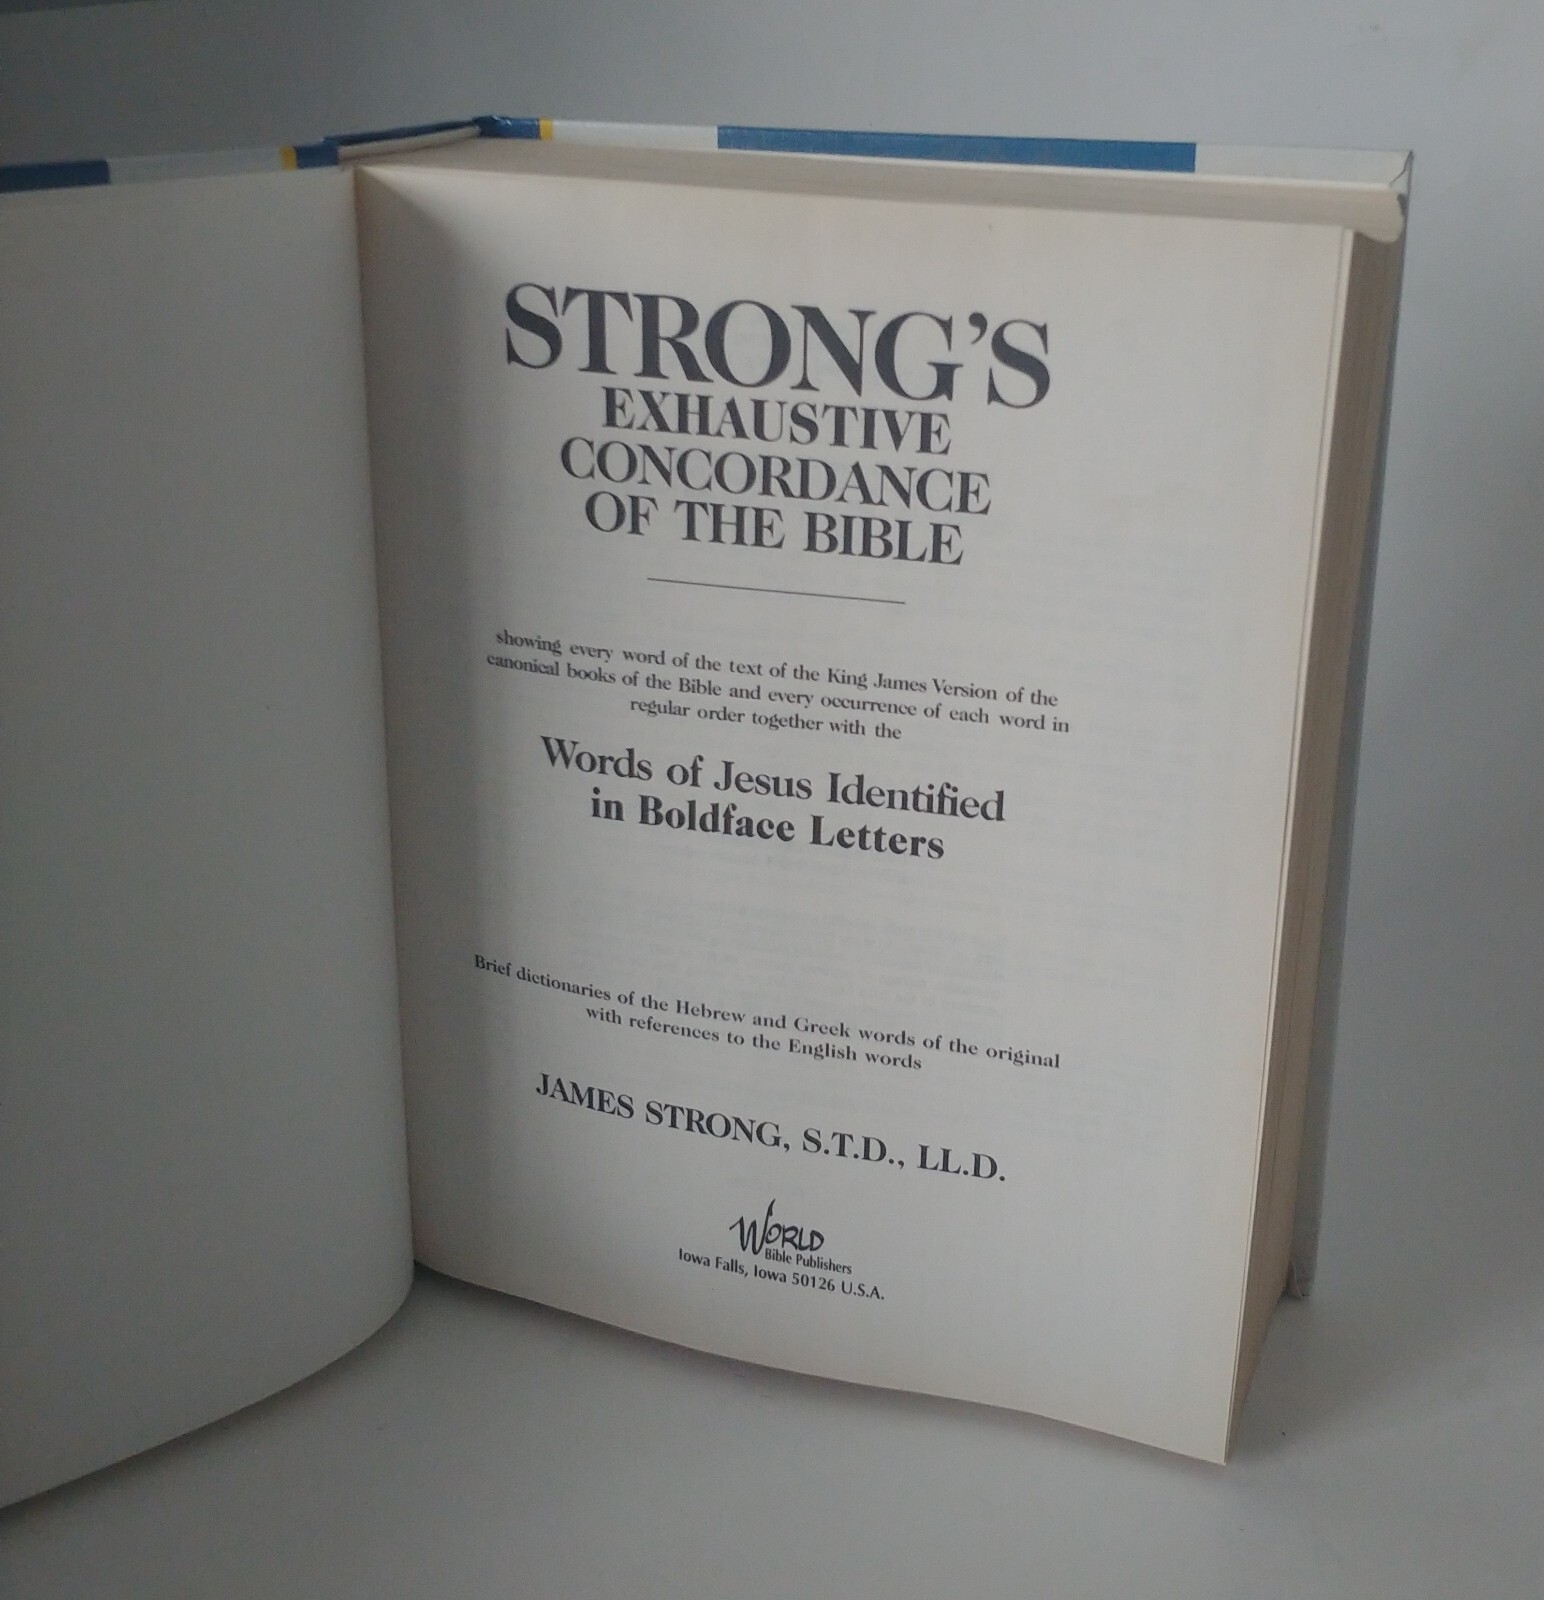 STRONG'S
EXHAUSTIVE
CONCORDANCE
OF THE BIBLE
showing every word of the text of the King James Version of the
canonical books of the Bible and every occurrence of each word in
regular order together with the
Words of Jesus Identified
in Boldface Letters
Brief dictionaries of the Hebrew and Greek words of the original
with references to the English words
JAMES STRONG, S.T.D., LL.D.
WORLD
Bible Publishers
Iowa Falls, Iowa 50126 U.S.A.